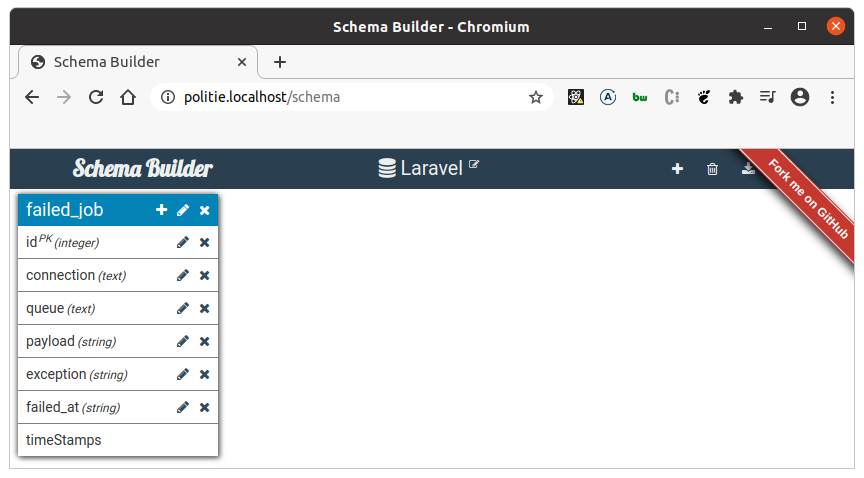 Schema Builder - Chromium
Schema Builder
politie.localhost/schema
bw
Schema Builder
Laravel
Fork me on GitHub
failed_job
id PK (integer)
connection (text)
queue (text)
payload (string)
exception (string)
failed_at (string)
timeStamps